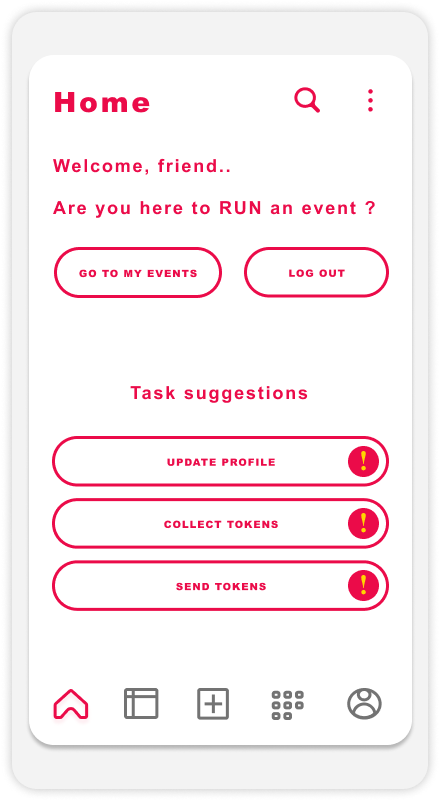 Home
Welcome, friend..
Are you here to RUN an event ?
GO TO MY EVENTS
LOG OUT
Task suggestions
UPDATE PROFILE !
COLLECT TOKENS !
SEND TOKENS !